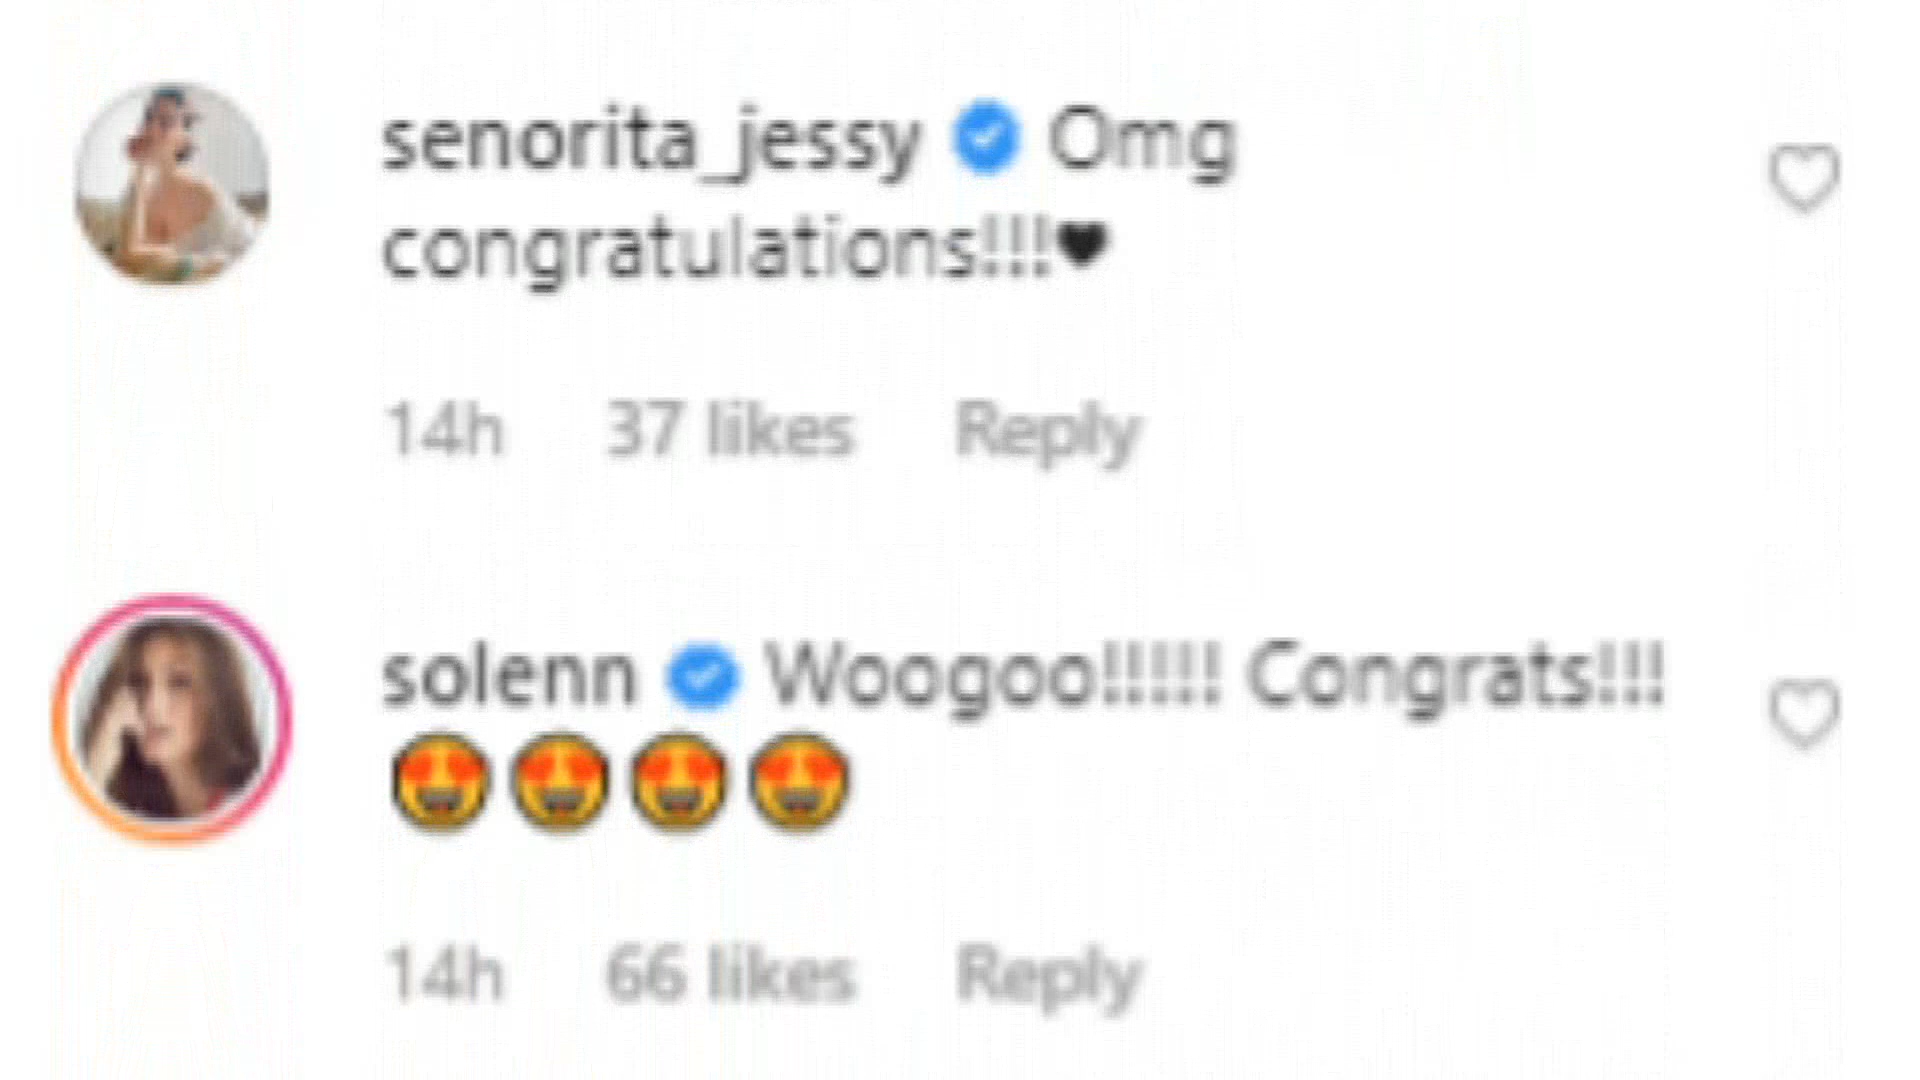 senorita_jessy Omg
congratulations!!!🖤
14h 37 likes Reply
solenn Woogoo!!!!! Congrats!!!
😍😍😍😍
14h 66 likes Reply